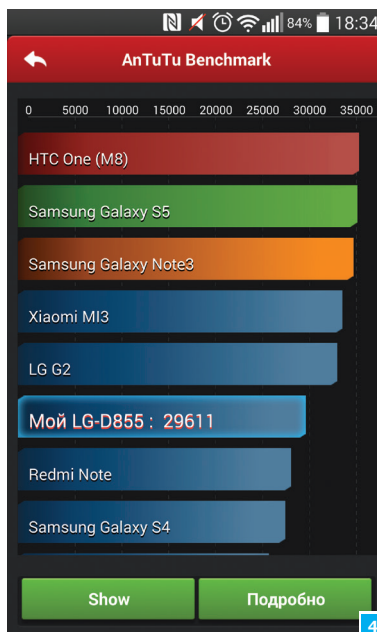 84% 18:34
AnTuTu Benchmark
0 5000 10000 15000 20000 25000 30000 35000
HTC One (M8)
Samsung Galaxy S5
Samsung Galaxy Note3
Xiaomi MI3
LG G2
Мой LG-D855 : 29611
Redmi Note
Samsung Galaxy S4
Show Подробно
4